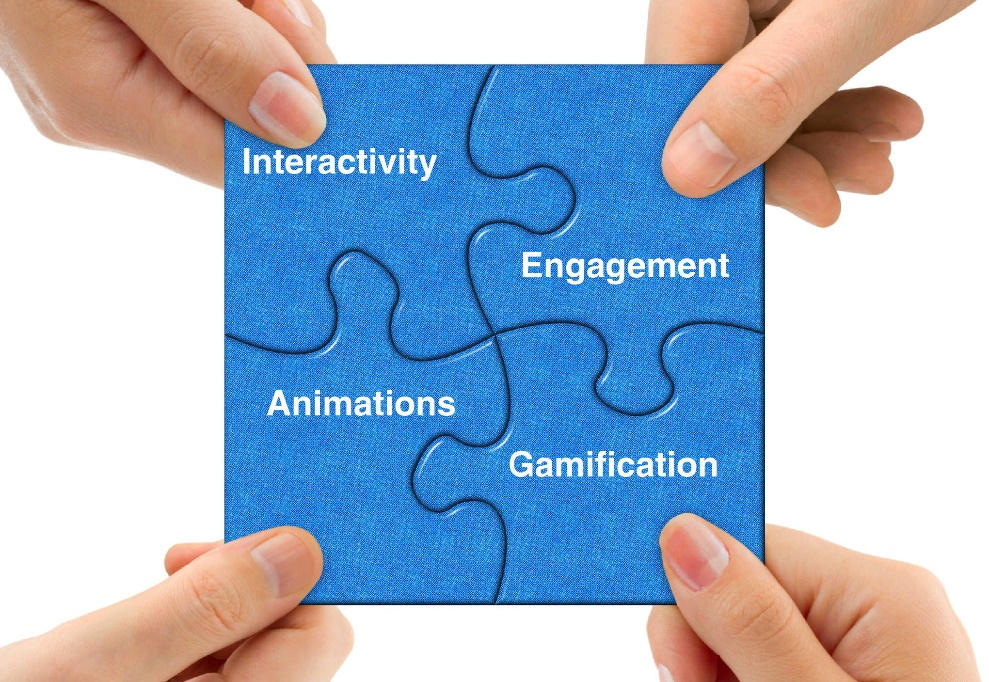 Interactivity
Engagement
Animations
Gamification